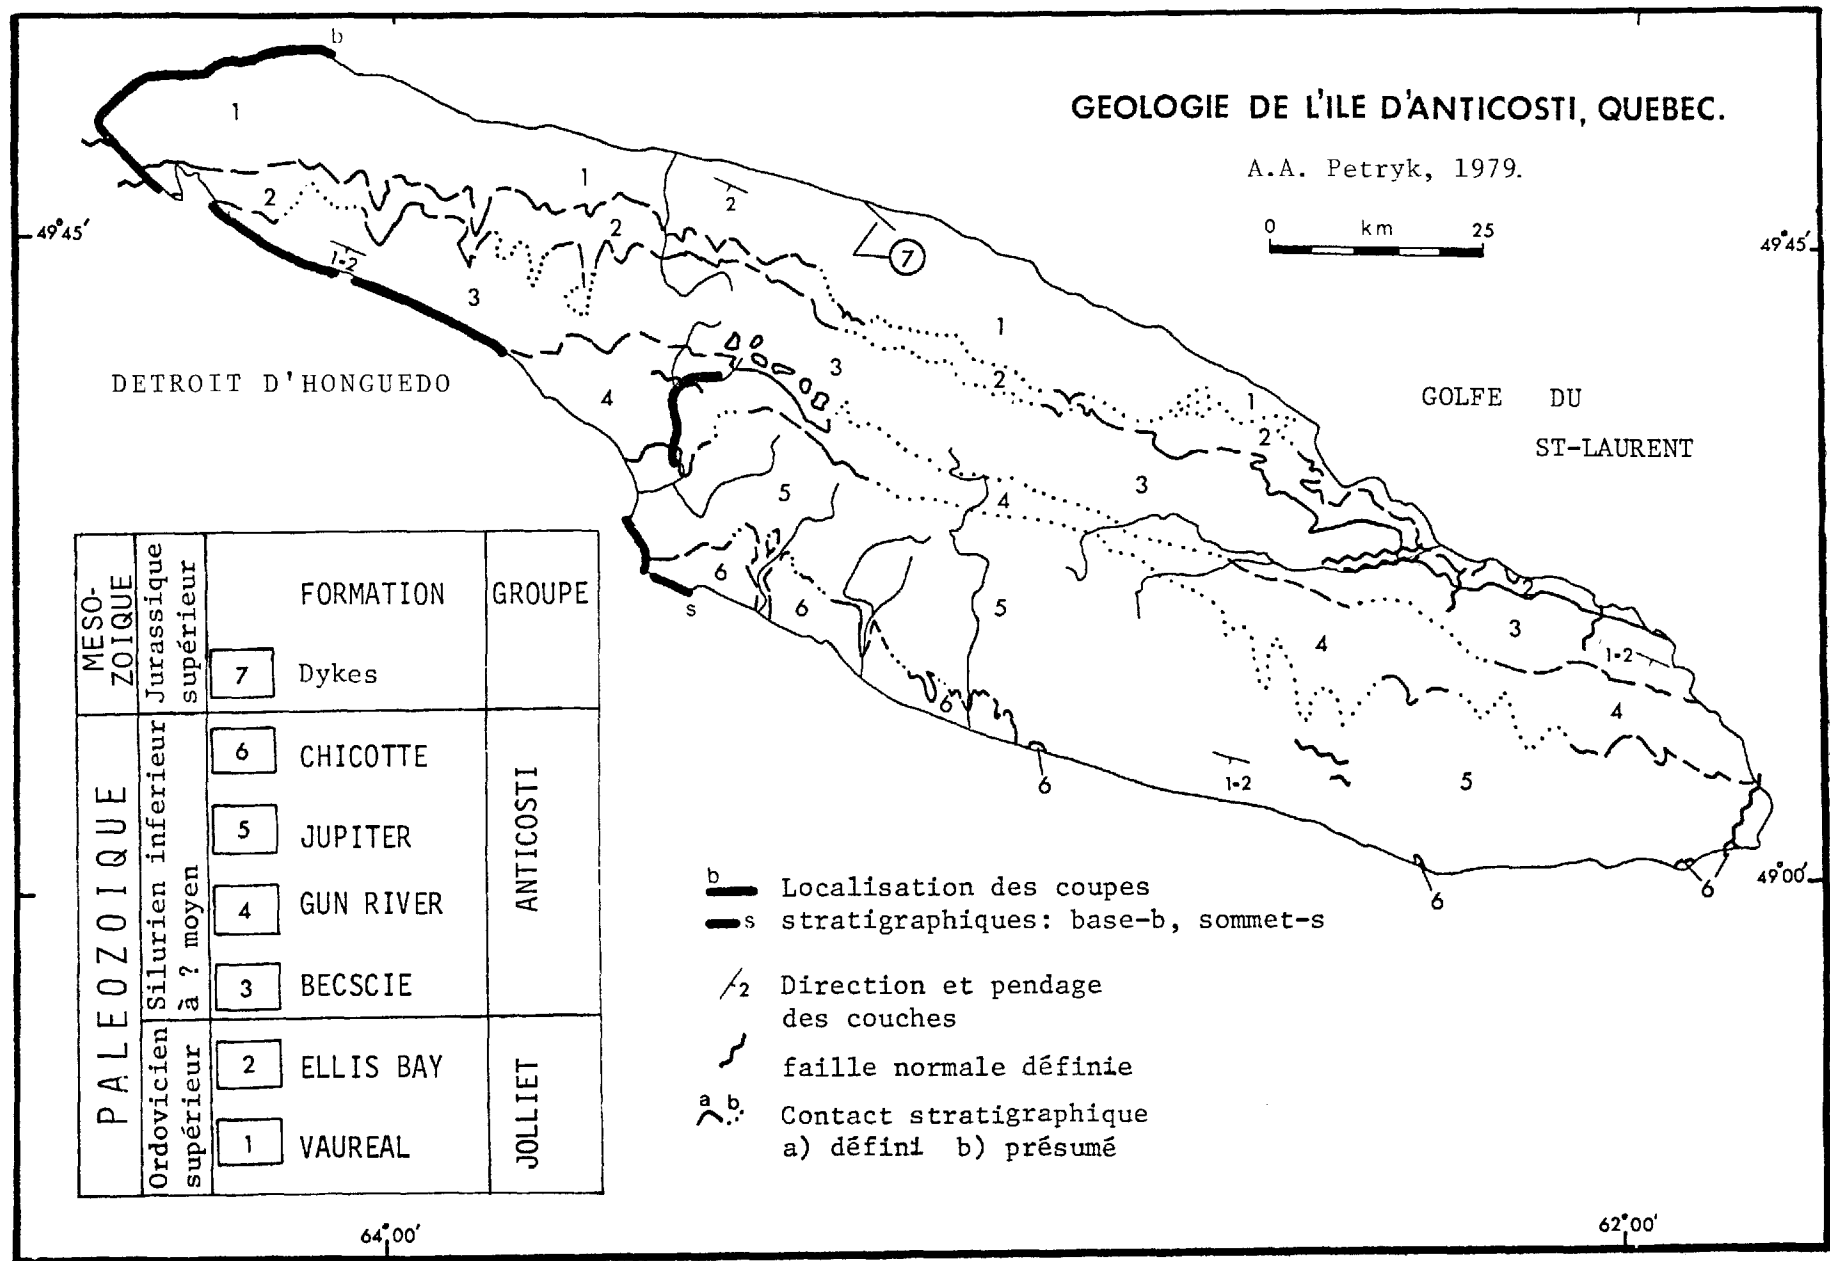 b
GEOLOGIE DE L'ILE D'ANTICOSTI, QUEBEC.
A.A. Petryk, 1979.
0 km 25
49°45'
49°45'
1
1
2
2
2
7
1-2
3
1
3
2
1
2
DETROIT D'HONGUEDO
4
GOLFE DU
ST-LAURENT
5
4
3
6
6
5
s
2
3
1-2
4
4
6
6
1-2
5
6
6
49°00'
MESO-
ZOIQUE
Jurassique
supérieur
FORMATION
GROUPE
7 Dykes
PALEOZOIQUE
Silurien inferieur
à ? moyen
6 CHICOTTE
5 JUPITER
4 GUN RIVER
3 BECSCIE
ANTICOSTI
Ordovicien
supérieur
2 ELLIS BAY
1 VAUREAL
JOLLIET
b Localisation des coupes
s stratigraphiques: base-b, sommet-s
2 Direction et pendage
des couches
faille normale définie
a b Contact stratigraphique
a) défini b) présumé
64°00'
62°00'